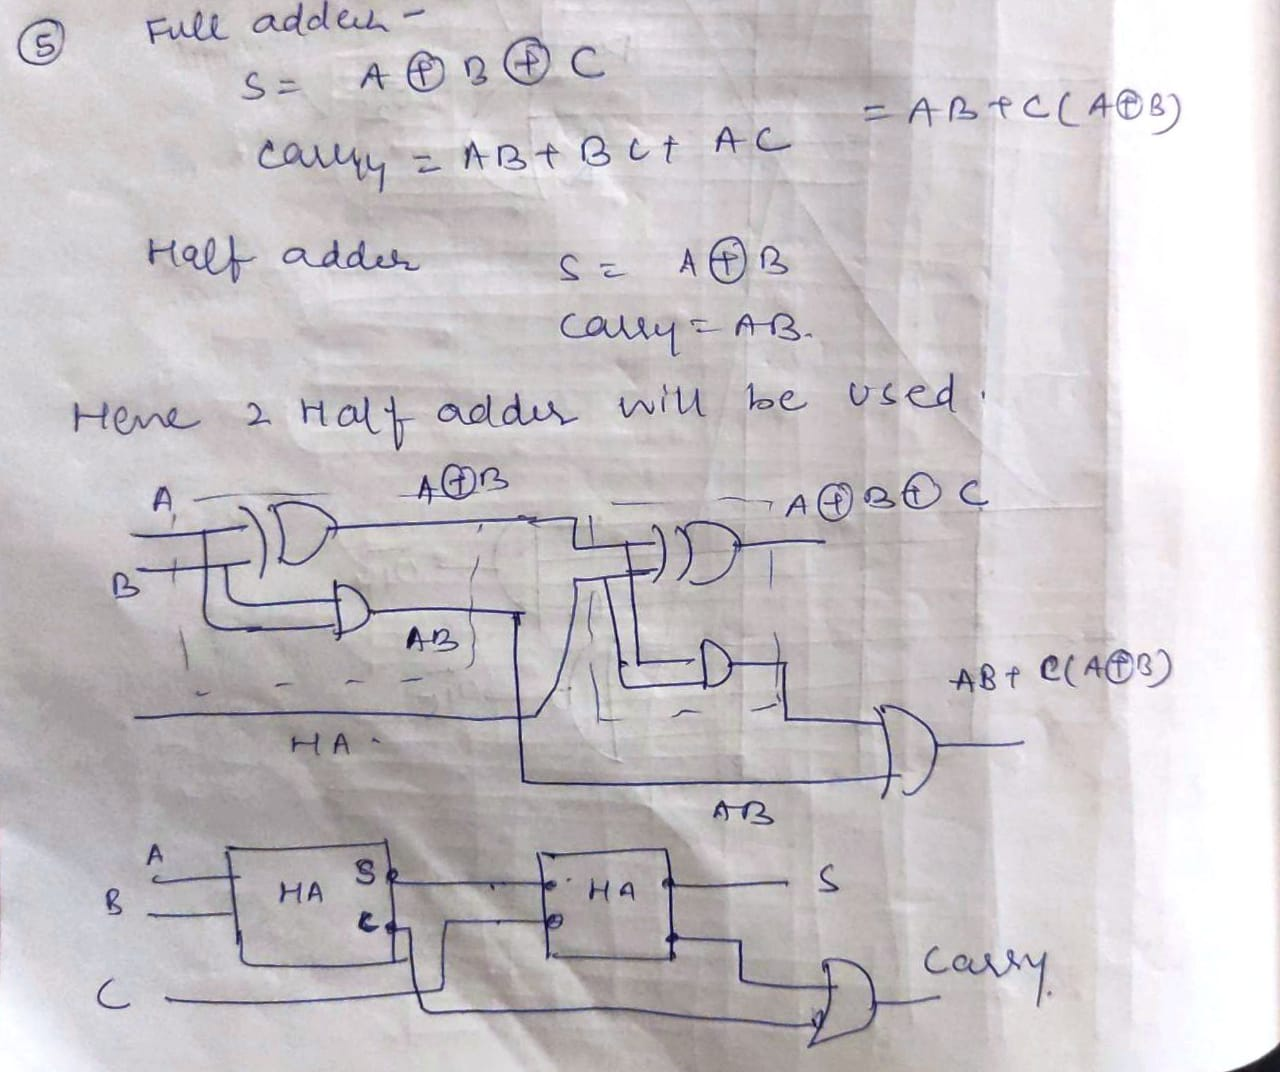 5 Full adder -
S = A ⊕ B ⊕ C
Carry = AB + BC + AC = AB + C(A⊕B)
Half adder S = A ⊕ B
Carry = AB.
Here 2 Half adder will be used.
A A⊕B A⊕B⊕C
B
AB
AB + C(A⊕B)
HA
AB
A
HA S HA S
B
C
C Carry.